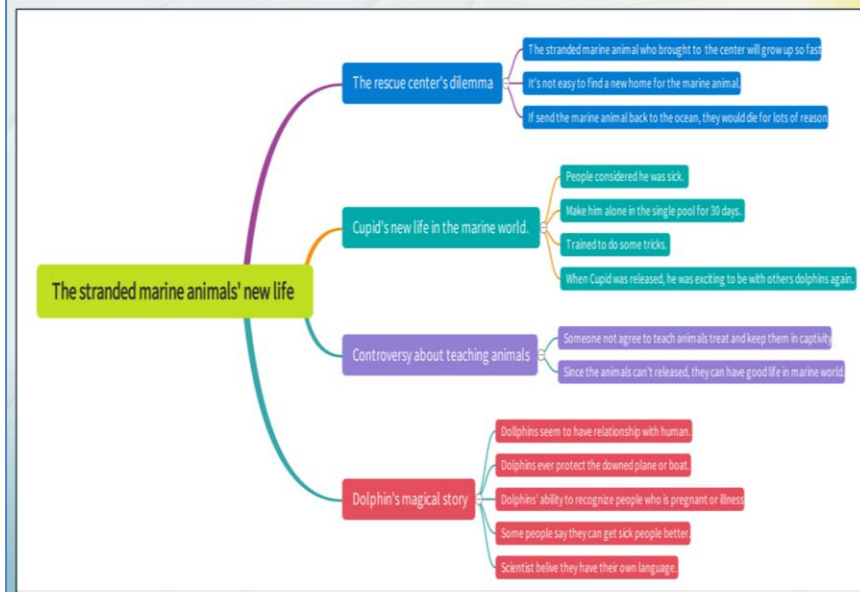 The stranded marine animals' new life
The rescue center's dilemma
The stranded marine animal who brought to the center will grow up so fast
It's not easy to find a new home for the marine animal.
If send the marine animal back to the ocean, they would die for lots of reason
Cupid's new life in the marine world.
People considered he was sick.
Make him alone in the single pool for 30 days.
Trained to do some tricks.
When Cupid was released, he was exciting to be with others dolphins again.
Controversy about teaching animals
Someone not agree to teach animals treat and keep them in captivity
Since the animals can't released, they can have good life in marine world.
Dolphin's magical story
Dollphins seem to have relationship with human.
Dolphins ever protect the downed plane or boat.
Dolphins' ability to recognize people who is pregnant or illness
Some people say they can get sick people better.
Scientist belive they have their own language.